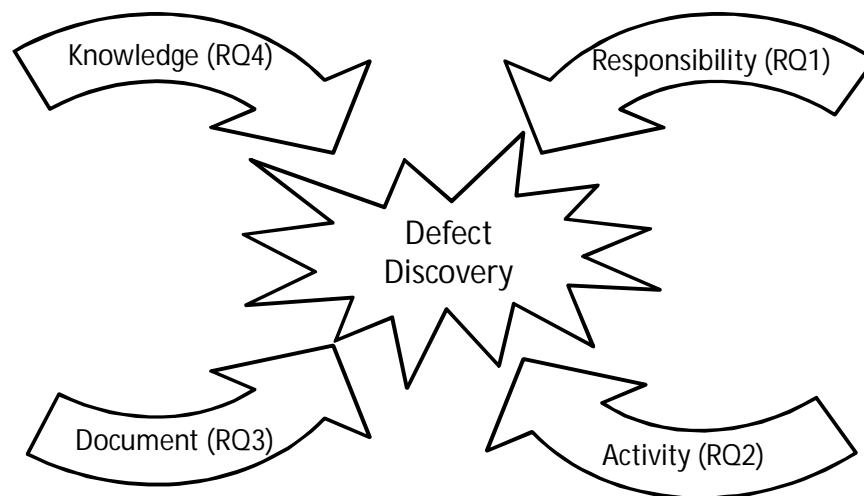 Knowledge (RQ4)
Responsibility (RQ1)
Defect
Discovery
Document (RQ3)
Activity (RQ2)